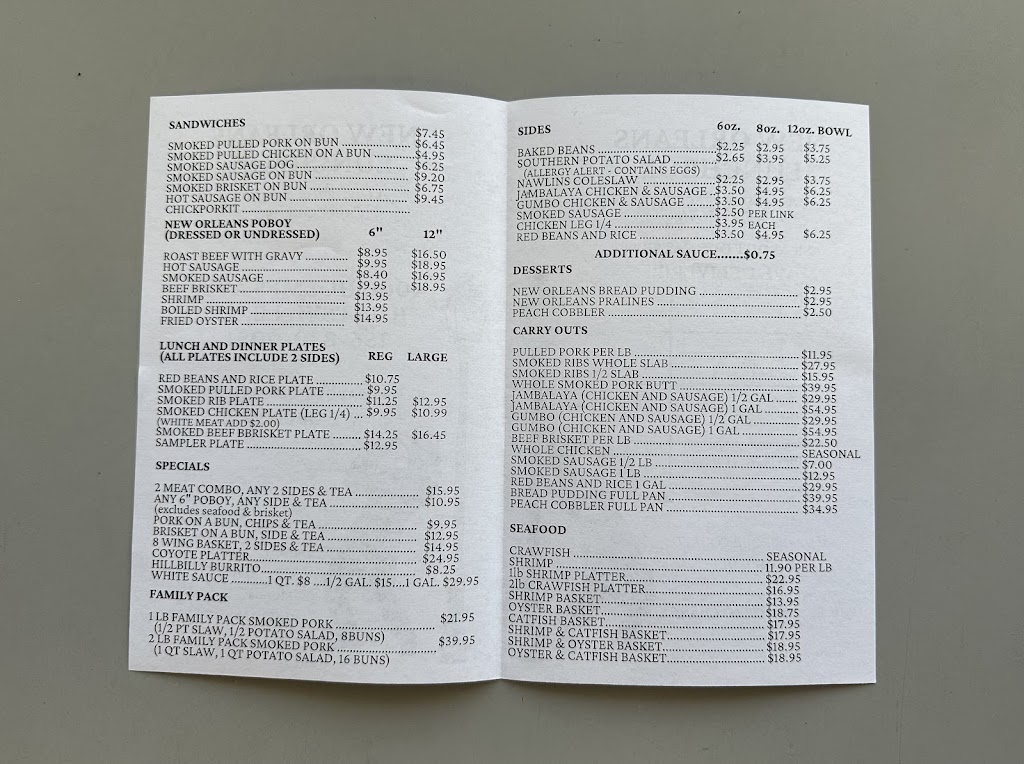 SANDWICHES
SMOKED PULLED PORK ON BUN ............ $7.45
SMOKED PULLED CHICKEN ON A BUN ............ $6.45
SMOKED SAUSAGE DOG ............ $4.95
SMOKED SAUSAGE ON BUN ............ $6.25
SMOKED BRISKET ON BUN ............ $9.20
HOT SAUSAGE ON BUN ............ $6.75
CHICKPORKIT ............ $9.45
NEW ORLEANS POBOY
(DRESSED OR UNDRESSED) 6" 12"
ROAST BEEF WITH GRAVY ............ $8.95 $16.50
HOT SAUSAGE ............ $9.95 $18.95
SMOKED SAUSAGE ............ $8.40 $16.95
BEEF BRISKET ............ $9.95 $18.95
SHRIMP ............ $13.95
BOILED SHRIMP ............ $13.95
FRIED OYSTER ............ $14.95
LUNCH AND DINNER PLATES
(ALL PLATES INCLUDE 2 SIDES) REG LARGE
RED BEANS AND RICE PLATE ............ $10.75
SMOKED PULLED PORK PLATE ............ $9.95
SMOKED RIB PLATE ............ $11.25 $12.95
SMOKED CHICKEN PLATE (LEG 1/4) ... $9.95 $10.99
(WHITE MEAT ADD $2.00)
SMOKED BEEF BBRISKET PLATE ........ $14.25 $16.45
SAMPLER PLATE ............ $12.95
SPECIALS
2 MEAT COMBO, ANY 2 SIDES & TEA ............ $15.95
ANY 6" POBOY, ANY SIDE & TEA ............ $10.95
(excludes seafood & brisket)
PORK ON A BUN, CHIPS & TEA ............ $9.95
BRISKET ON A BUN, SIDE & TEA ............ $12.95
8 WING BASKET, 2 SIDES & TEA ............ $14.95
COYOTE PLATTER............ $24.95
HILLBILLY BURRITO............ $8.25
WHITE SAUCE ...........1 QT. $8 ....1/2 GAL. $15....1 GAL. $29.95
FAMILY PACK
1 LB FAMILY PACK SMOKED PORK ............ $21.95
(1/2 PT SLAW, 1/2 POTATO SALAD, 8BUNS)
2 LB FAMILY PACK SMOKED PORK............ $39.95
(1 QT SLAW, 1 QT POTATO SALAD, 16 BUNS)
SIDES 6oz. 8oz. 12oz. BOWL
BAKED BEANS ............ $2.25 $2.95 $3.75
SOUTHERN POTATO SALAD ............ $2.65 $3.95 $5.25
(ALLERGY ALERT - CONTAINS EGGS)
NAWLINS COLESLAW ............ $2.25 $2.95 $3.75
JAMBALAYA CHICKEN & SAUSAGE .. $3.50 $4.95 $6.25
GUMBO CHICKEN & SAUSAGE ........ $3.50 $4.95 $6.25
SMOKED SAUSAGE ............ $2.50 PER LINK
CHICKEN LEG 1/4 ............ $3.95 EACH
RED BEANS AND RICE ............ $3.50 $4.95 $6.25
ADDITIONAL SAUCE.......$0.75
DESSERTS
NEW ORLEANS BREAD PUDDING ............ $2.95
NEW ORLEANS PRALINES ............ $2.95
PEACH COBBLER ............ $2.50
CARRY OUTS
PULLED PORK PER LB ............ $11.95
SMOKED RIBS WHOLE SLAB ............ $27.95
SMOKED RIBS 1/2 SLAB ............ $15.95
WHOLE SMOKED PORK BUTT ............ $39.95
JAMBALAYA (CHICKEN AND SAUSAGE) 1/2 GAL ...... $29.95
JAMBALAYA (CHICKEN AND SAUSAGE) 1 GAL ......... $54.95
GUMBO (CHICKEN AND SAUSAGE) 1/2 GAL ............ $29.95
GUMBO (CHICKEN AND SAUSAGE) 1 GAL ............ $54.95
BEEF BRISKET PER LB ............ $22.50
WHOLE CHICKEN ............ SEASONAL
SMOKED SAUSAGE 1/2 LB ............ $7.00
SMOKED SAUSAGE 1 LB ............ $12.95
RED BEANS AND RICE 1 GAL ............ $29.95
BREAD PUDDING FULL PAN ............ $39.95
PEACH COBBLER FULL PAN ............ $34.95
SEAFOOD
CRAWFISH ............ SEASONAL
SHRIMP ............ 11.90 PER LB
1lb SHRIMP PLATTER............ $22.95
2lb CRAWFISH PLATTER............ $16.95
SHRIMP BASKET............ $13.95
OYSTER BASKET............ $18.75
CATFISH BASKET............ $17.95
SHRIMP & CATFISH BASKET............ $17.95
SHRIMP & OYSTER BASKET............ $18.95
OYSTER & CATFISH BASKET............ $18.95